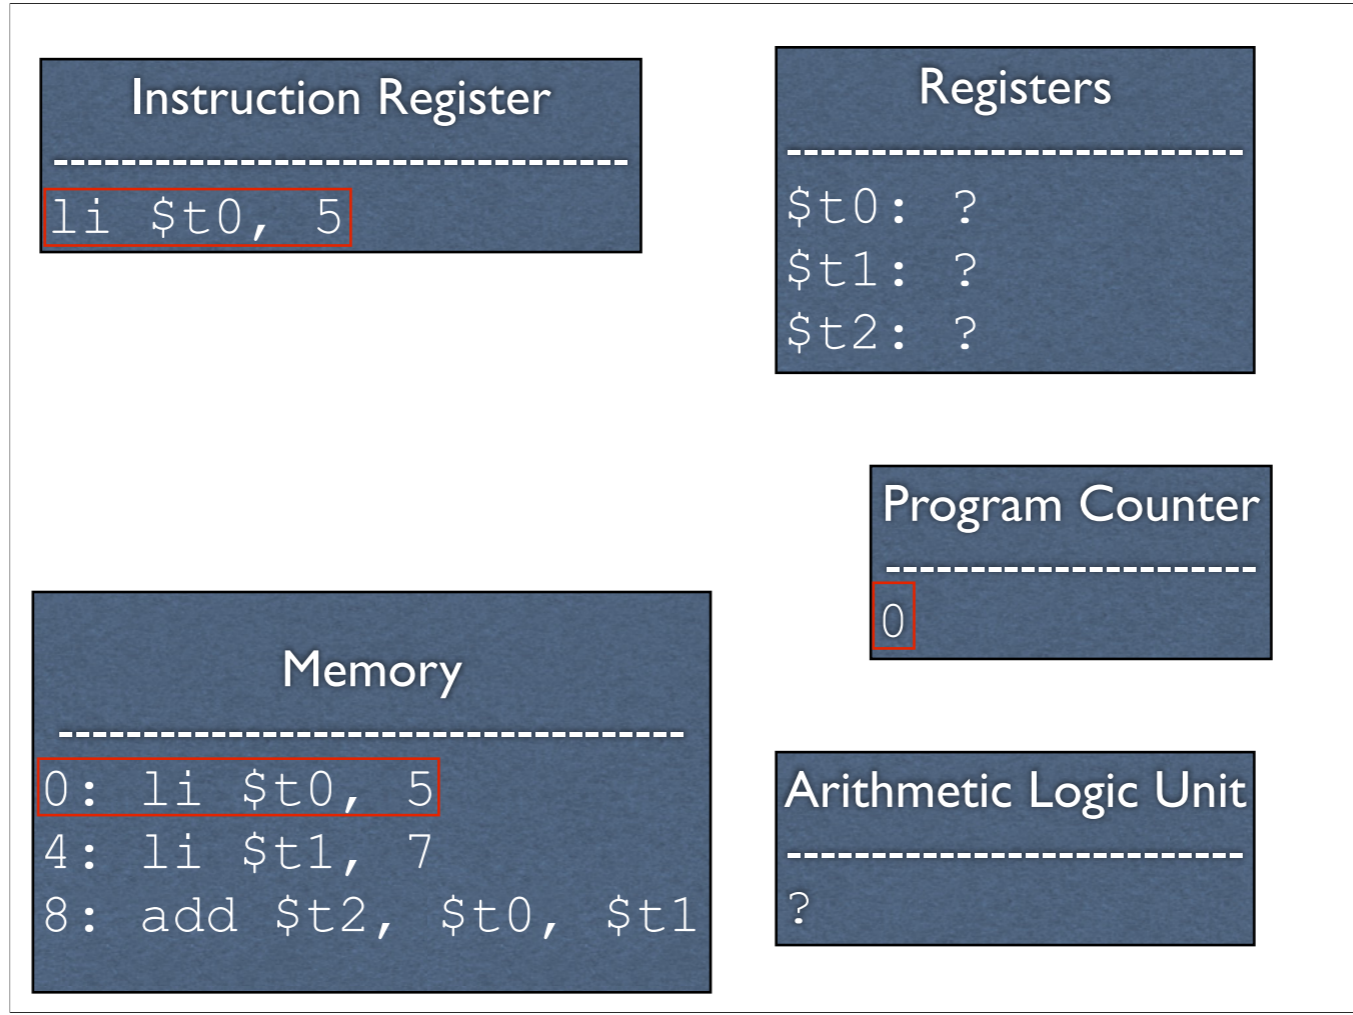 Instruction Register
----------------------------------
li $t0, 5
Registers
---------------------------
$t0: ?
$t1: ?
$t2: ?
Program Counter
----------------------
0
Memory
-------------------------------------
0: li $t0, 5
4: li $t1, 7
8: add $t2, $t0, $t1
Arithmetic Logic Unit
---------------------------
?